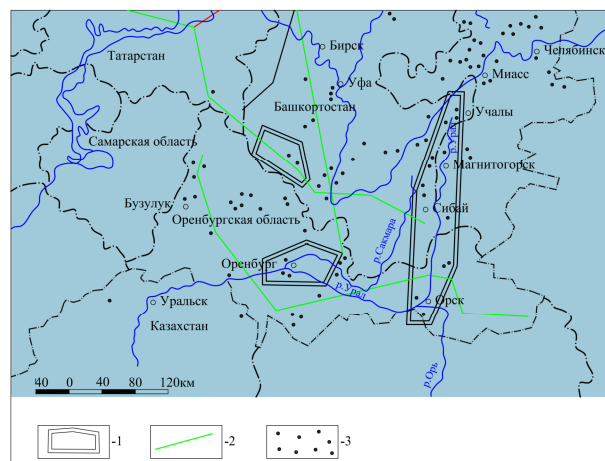 Бирск
Челябинск
Татарстан
Уфа
Миасс
Башкортостан
Учалы
р.Урал
Самарская область
Магнитогорск
Бузулук
Оренбургская область
Сибай
р.Сакмара
Оренбург
р.Урал
Уральск
Орск
Казахстан
р.Орь
40 0 40 80 120км
-1 -2 -3